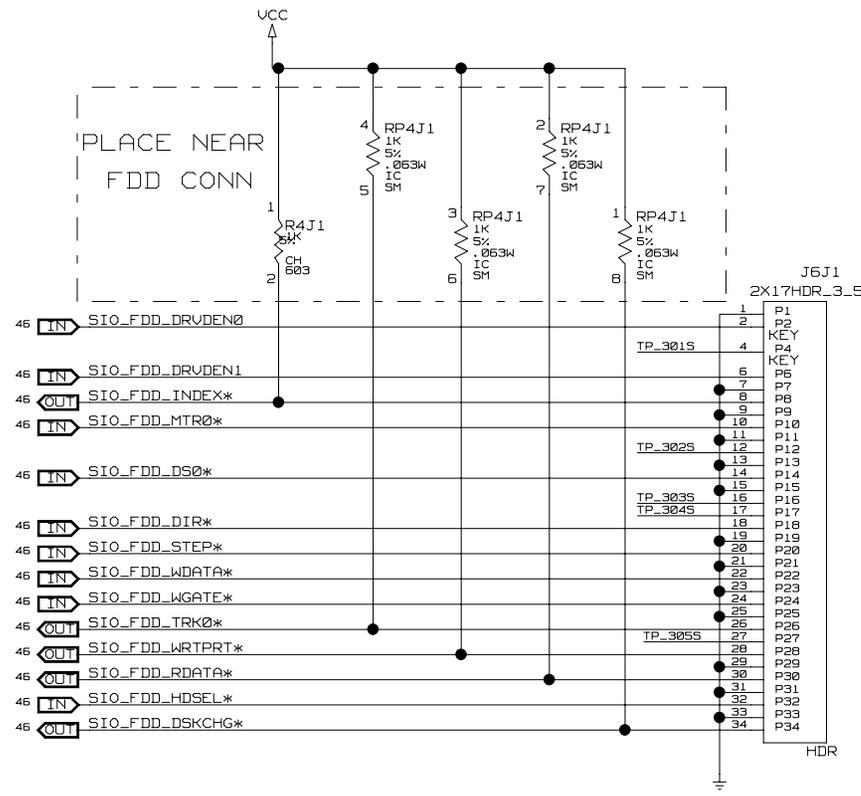 VCC
PLACE NEAR
FDD CONN
4
RP4J1
1K
5%
.063W
IC
SM
5
2
RP4J1
1K
5%
.063W
IC
SM
7
1
R4J1
1K
5%
CH
603
2
3
RP4J1
1K
5%
.063W
IC
SM
6
1
RP4J1
1K
5%
.063W
IC
SM
8
J6J1
2X17HDR_3_5
1 P1
46 IN SIO_FDD_DRVDEN0 2 P2
KEY
TP_301S 4 P4
KEY
46 IN SIO_FDD_DRVDEN1 6 P6
7 P7
46 OUT SIO_FDD_INDEX* 8 P8
9 P9
46 IN SIO_FDD_MTR0* 10 P10
11 P11
TP_302S 12 P12
13 P13
46 IN SIO_FDD_DS0* 14 P14
15 P15
TP_303S 16 P16
TP_304S 17 P17
46 IN SIO_FDD_DIR* 18 P18
19 P19
46 IN SIO_FDD_STEP* 20 P20
21 P21
46 IN SIO_FDD_WDATA* 22 P22
23 P23
46 IN SIO_FDD_WGATE* 24 P24
25 P25
46 OUT SIO_FDD_TRK0* 26 P26
TP_305S 27 P27
46 OUT SIO_FDD_WRTPRT* 28 P28
29 P29
46 OUT SIO_FDD_RDATA* 30 P30
31 P31
46 IN SIO_FDD_HDSEL* 32 P32
33 P33
46 OUT SIO_FDD_DSKCHG* 34 P34
HDR